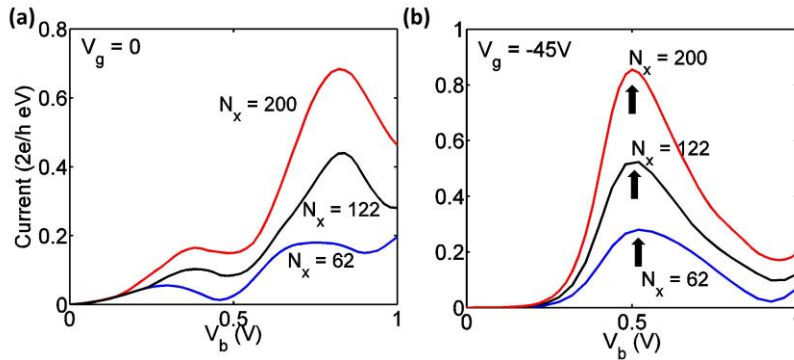 (a)
V_g = 0
N_x = 200
N_x = 122
N_x = 62
Current (2e/h eV)
0.8
0.6
0.4
0.2
0
0
0.5
1
V_b (V)
(b)
V_g = -45V
N_x = 200
N_x = 122
N_x = 62
1
0.8
0.6
0.4
0.2
0
0
0.5
1
V_b (V)